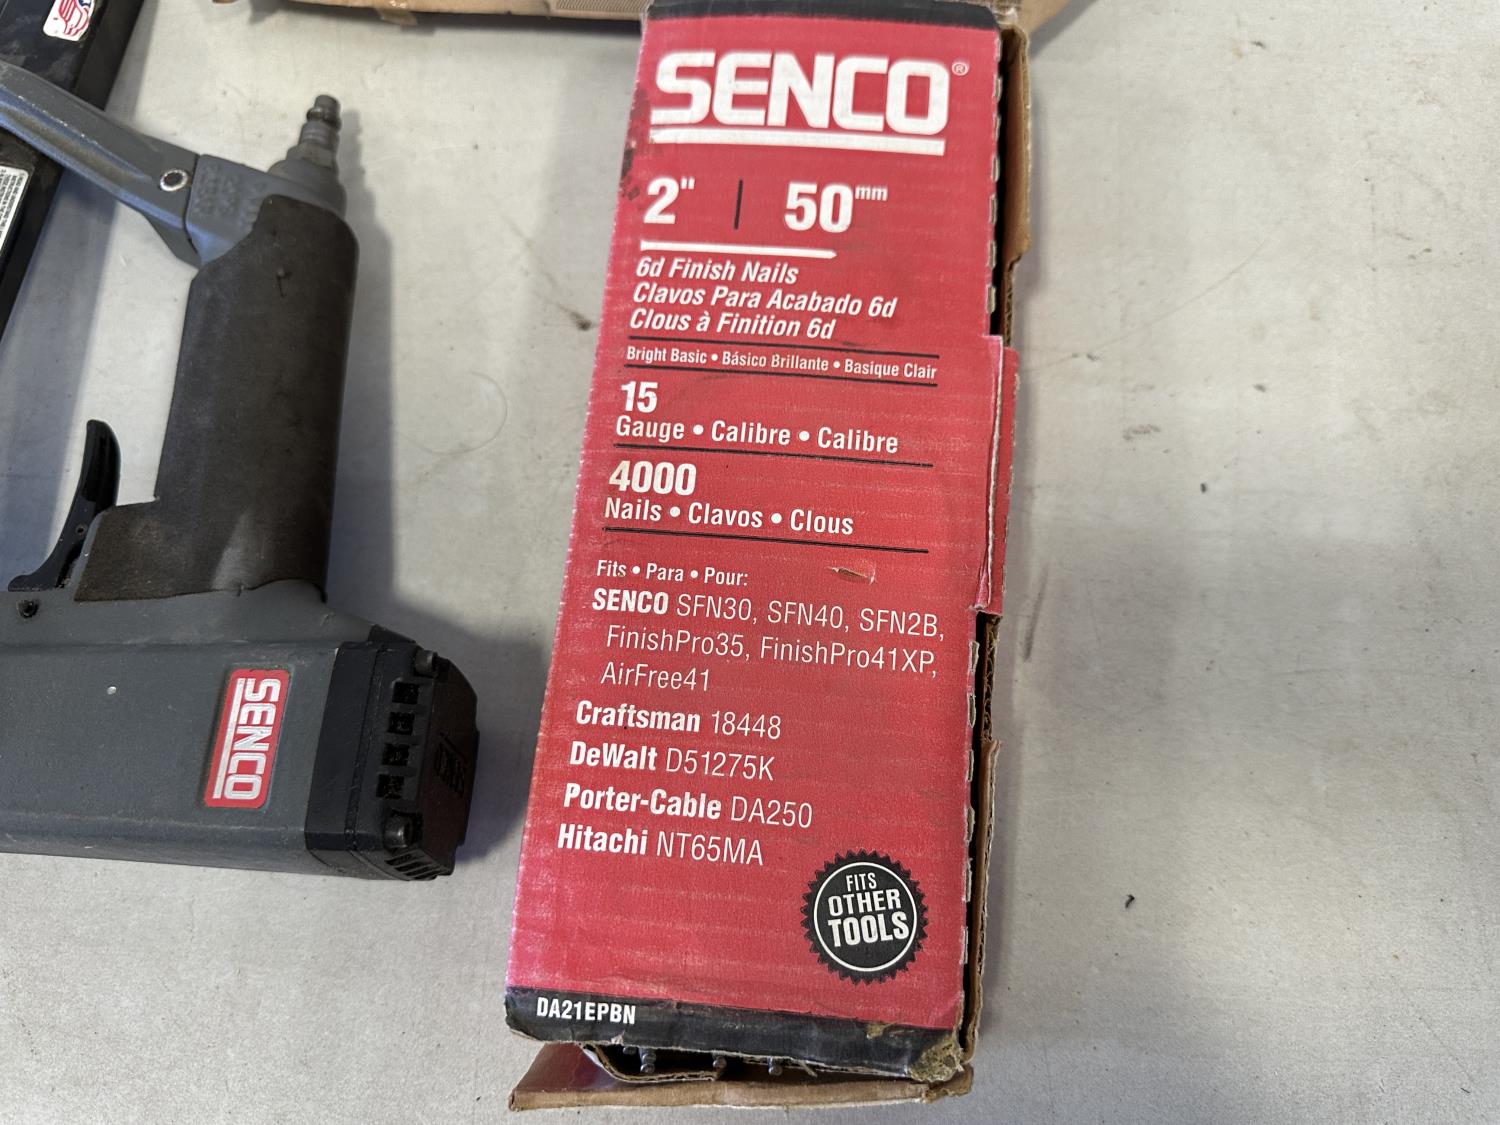 SENCO®
2" | 50mm
6d Finish Nails
Clavos Para Acabado 6d
Clous à Finition 6d
Bright Basic • Básico Brillante • Basique Clair
15
Gauge • Calibre • Calibre
4000
Nails • Clavos • Clous
Fits • Para • Pour:
SENCO SFN30, SFN40, SFN2B,
FinishPro35, FinishPro41XP,
AirFree41
Craftsman 18448
DeWalt D51275K
Porter-Cable DA250
Hitachi NT65MA
FITS
OTHER
TOOLS
DA21EPBN
SENCO